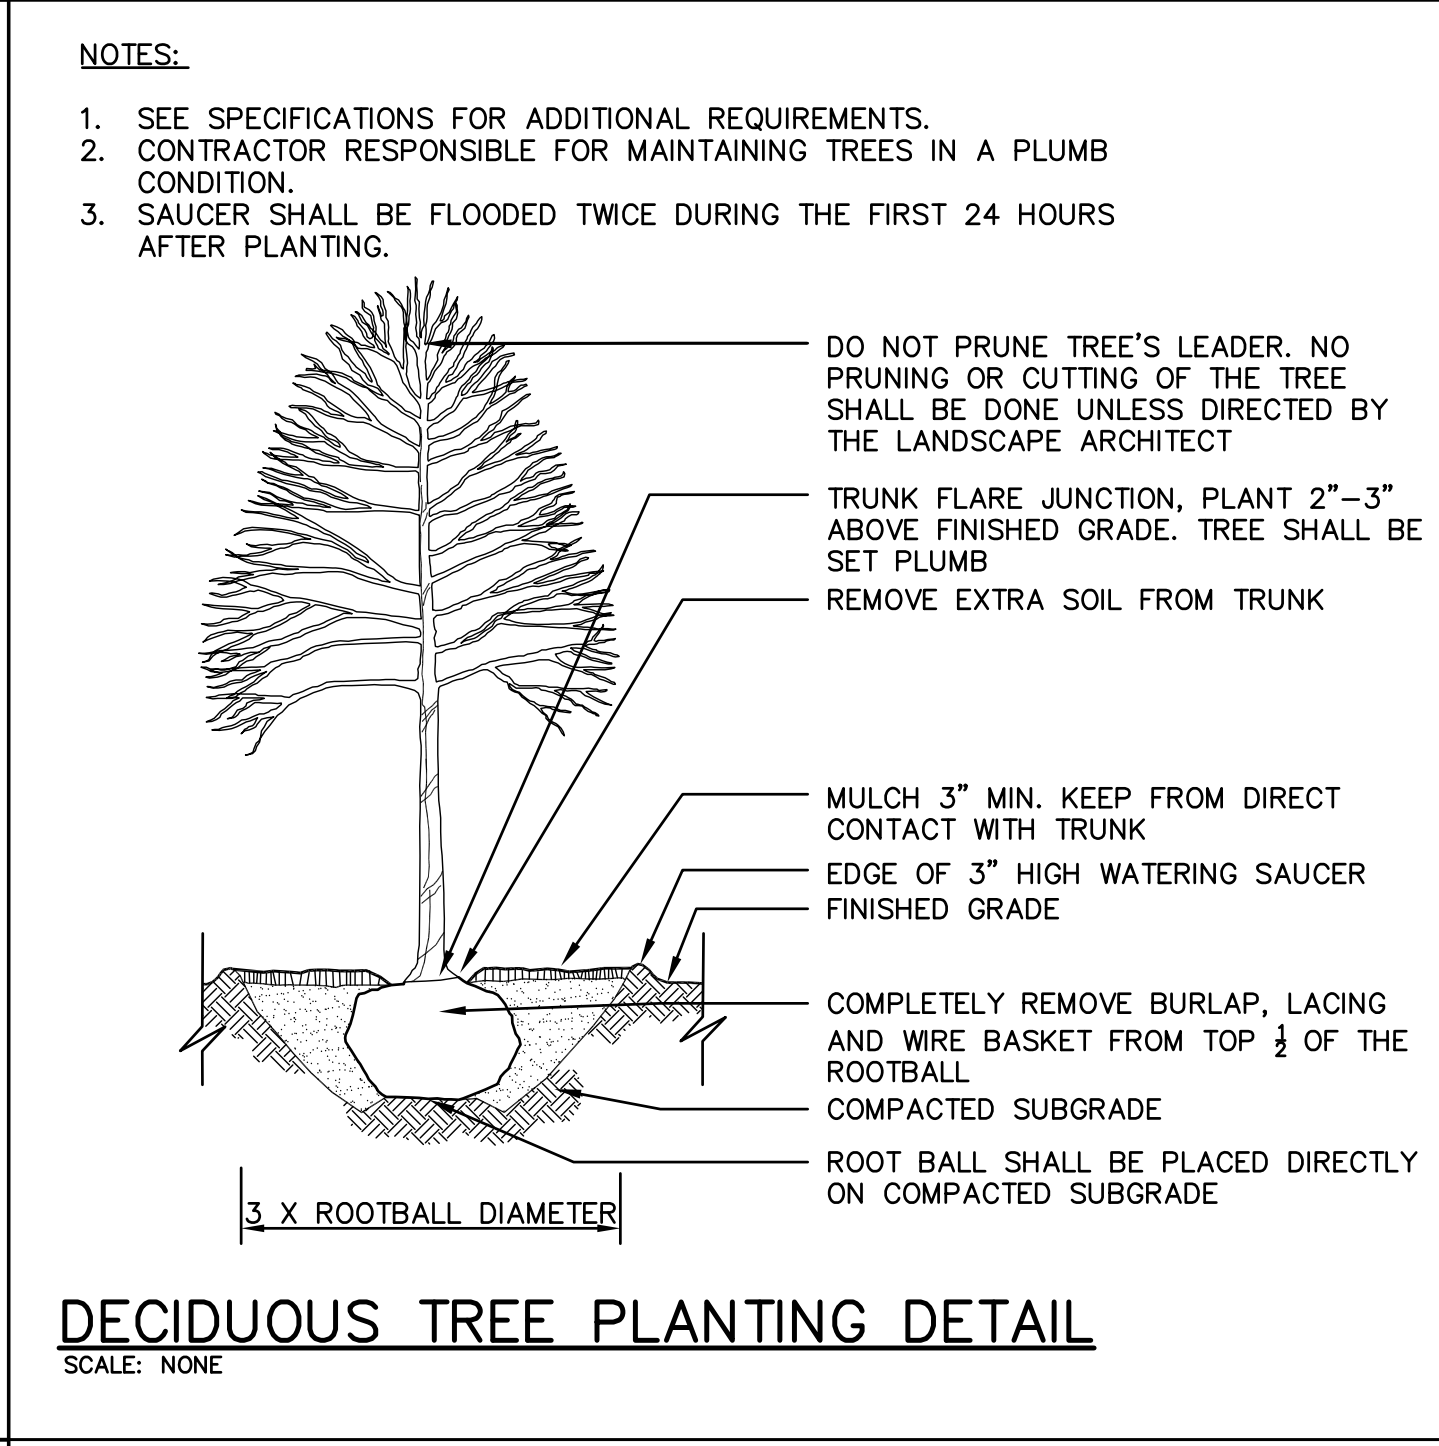 NOTES:
1. SEE SPECIFICATIONS FOR ADDITIONAL REQUIREMENTS.
2. CONTRACTOR RESPONSIBLE FOR MAINTAINING TREES IN A PLUMB
CONDITION.
3. SAUCER SHALL BE FLOODED TWICE DURING THE FIRST 24 HOURS
AFTER PLANTING.
DO NOT PRUNE TREE'S LEADER. NO
PRUNING OR CUTTING OF THE TREE
SHALL BE DONE UNLESS DIRECTED BY
THE LANDSCAPE ARCHITECT
TRUNK FLARE JUNCTION, PLANT 2"-3"
ABOVE FINISHED GRADE. TREE SHALL BE
SET PLUMB
REMOVE EXTRA SOIL FROM TRUNK
MULCH 3" MIN. KEEP FROM DIRECT
CONTACT WITH TRUNK
EDGE OF 3" HIGH WATERING SAUCER
FINISHED GRADE
COMPLETELY REMOVE BURLAP, LACING
AND WIRE BASKET FROM TOP ½ OF THE
ROOTBALL
COMPACTED SUBGRADE
ROOT BALL SHALL BE PLACED DIRECTLY
ON COMPACTED SUBGRADE
3 X ROOTBALL DIAMETER
DECIDUOUS TREE PLANTING DETAIL
SCALE: NONE